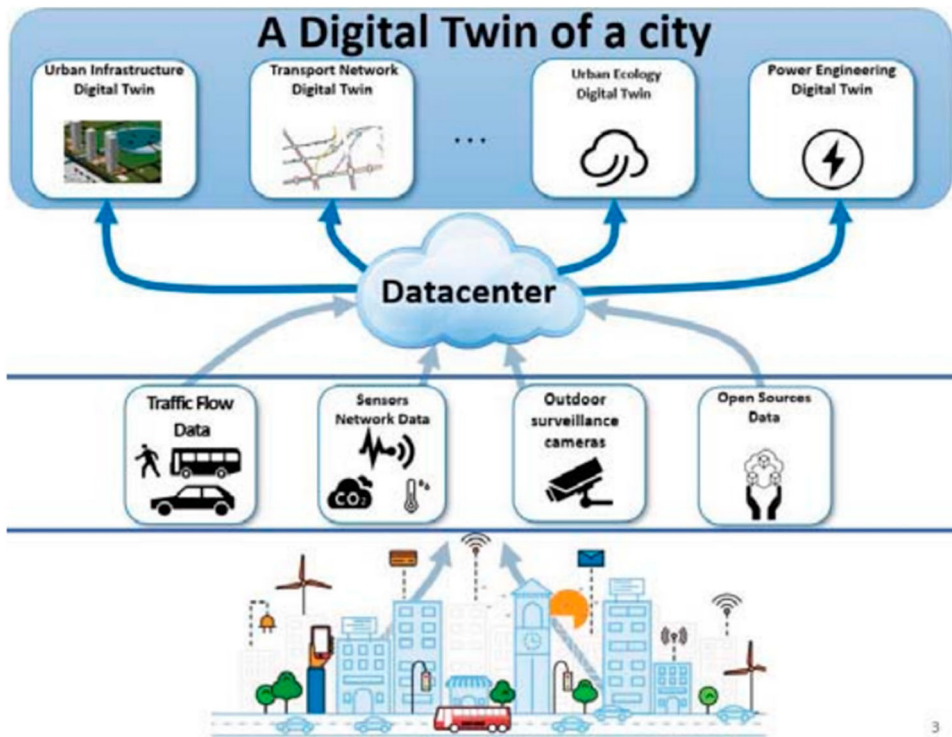 A Digital Twin of a city
Urban Infrastructure
Digital Twin
Transport Network
Digital Twin
...
Urban Ecology
Digital Twin
Power Engineering
Digital Twin
Datacenter
Traffic Flow
Data
Sensors
Network Data
CO₂
Outdoor
surveillance
cameras
Open Sources
Data
3